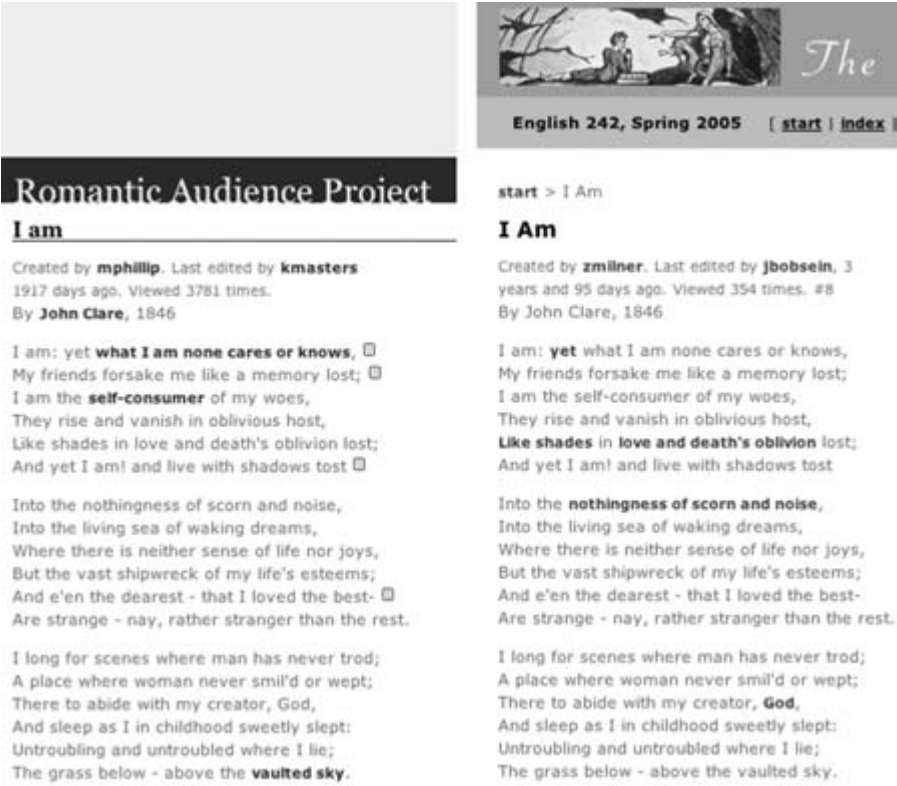 Romantic Audience Project
I am
Created by mphillip. Last edited by kmasters
1917 days ago. Viewed 3781 times.
By John Clare, 1846
I am: yet what I am none cares or knows,
My friends forsake me like a memory lost;
I am the self-consumer of my woes,
They rise and vanish in oblivious host,
Like shades in love and death's oblivion lost;
And yet I am! and live with shadows tost
Into the nothingness of scorn and noise,
Into the living sea of waking dreams,
Where there is neither sense of life nor joys,
But the vast shipwreck of my life's esteems;
And e'en the dearest - that I loved the best-
Are strange - nay, rather stranger than the rest.
I long for scenes where man has never trod;
A place where woman never smil'd or wept;
There to abide with my creator, God,
And sleep as I in childhood sweetly slept:
Untroubling and untroubled where I lie;
The grass below - above the vaulted sky.
The
English 242, Spring 2005 [ start | index |
start > I Am
I Am
Created by zmilner. Last edited by jbobsein, 3
years and 95 days ago. Viewed 354 times. #8
By John Clare, 1846
I am: yet what I am none cares or knows,
My friends forsake me like a memory lost;
I am the self-consumer of my woes,
They rise and vanish in oblivious host,
Like shades in love and death's oblivion lost;
And yet I am! and live with shadows tost
Into the nothingness of scorn and noise,
Into the living sea of waking dreams,
Where there is neither sense of life nor joys,
But the vast shipwreck of my life's esteems;
And e'en the dearest - that I loved the best-
Are strange - nay, rather stranger than the rest.
I long for scenes where man has never trod;
A place where woman never smil'd or wept;
There to abide with my creator, God,
And sleep as I in childhood sweetly slept:
Untroubling and untroubled where I lie;
The grass below - above the vaulted sky.